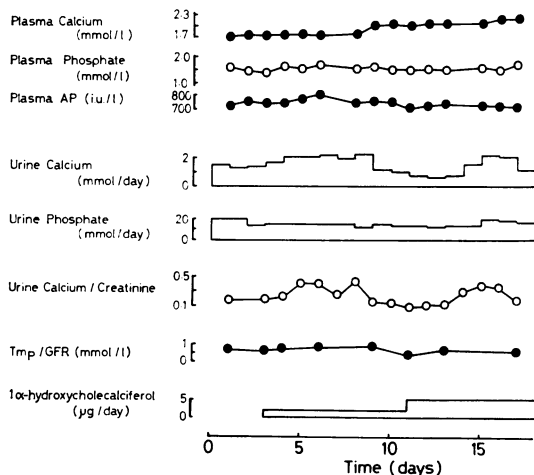 Plasma Calcium
(mmol/l)
2.3
1.7
Plasma Phosphate
(mmol/l)
2.0
1.0
Plasma AP (i.u./l)
800
700
Urine Calcium
(mmol/day)
2
0
Urine Phosphate
(mmol/day)
20
0
Urine Calcium / Creatinine
0.5
0.1
Tmp/GFR (mmol/l)
1
0
1α-hydroxycholecalciferol
(µg/day)
5
0
0 5 10 15
Time (days)